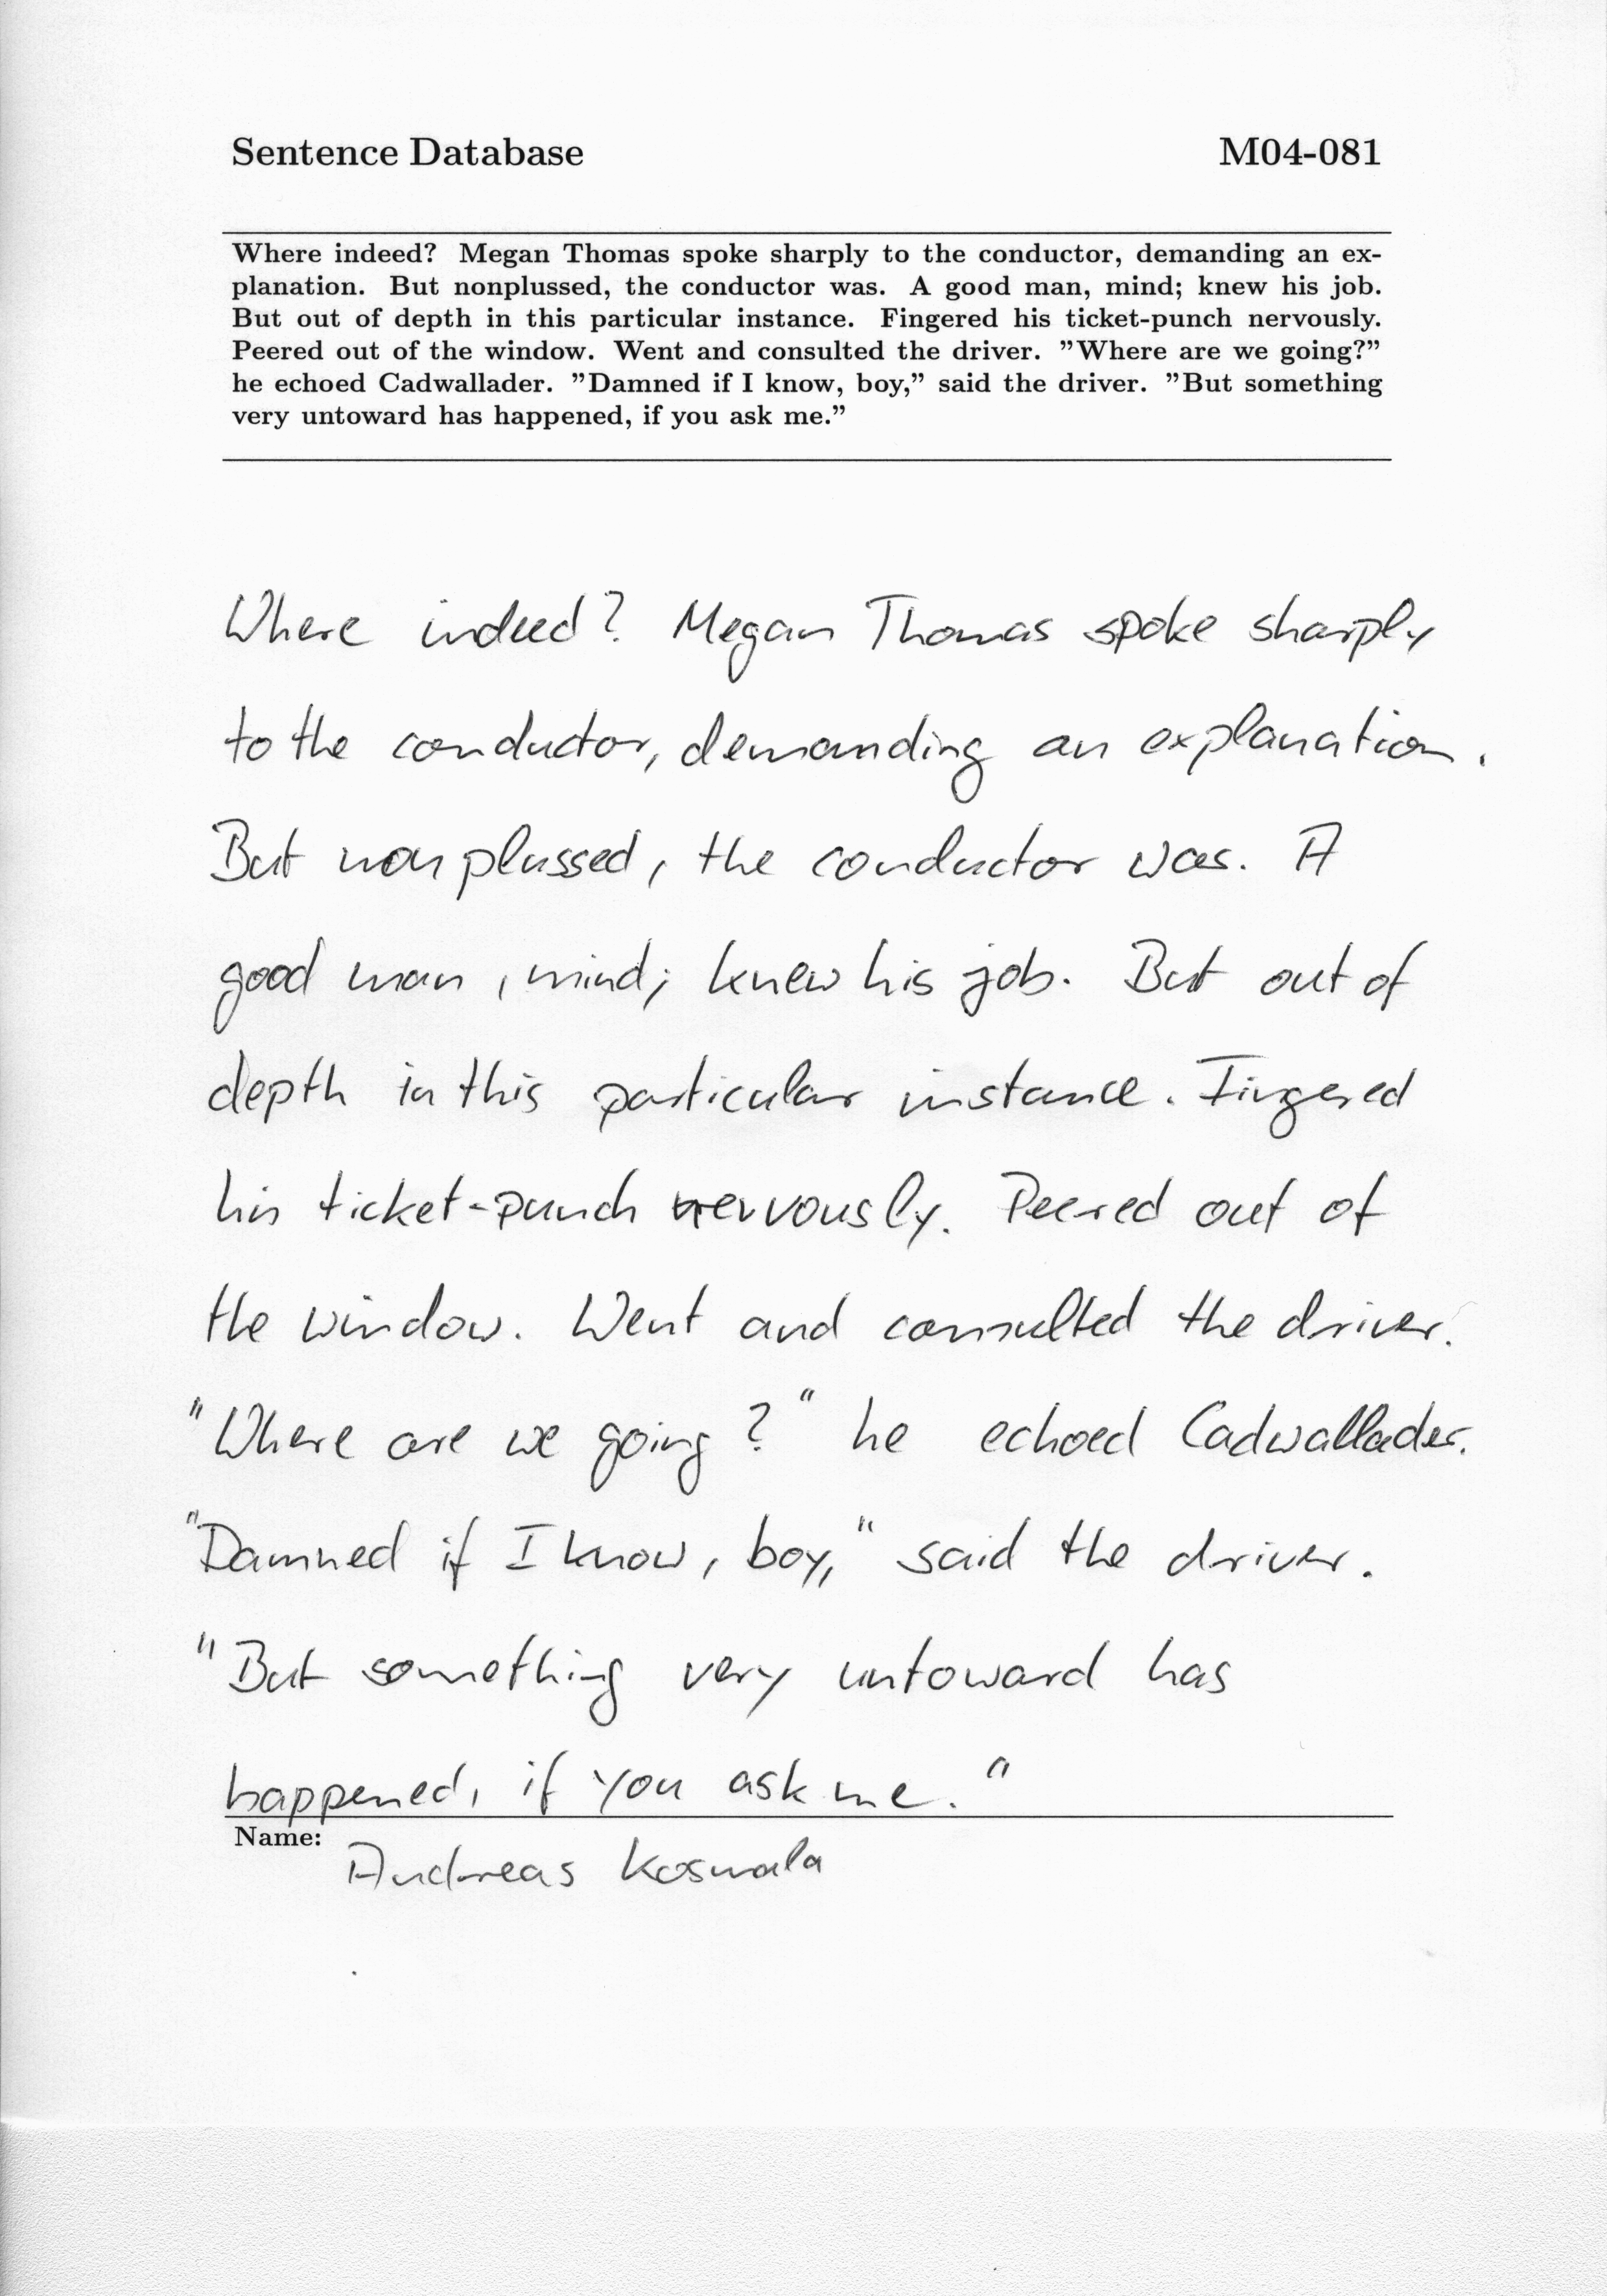 Sentence Database M04-081
Where indeed? Megan Thomas spoke sharply to the conductor, demanding an ex-
planation. But nonplussed, the conductor was. A good man, mind; knew his job.
But out of depth in this particular instance. Fingered his ticket-punch nervously.
Peered out of the window. Went and consulted the driver. ”Where are we going?”
he echoed Cadwallader. ”Damned if I know, boy,” said the driver. ”But something
very untoward has happened, if you ask me.”
Where indeed? Megan Thomas spoke sharply
to the conductor, demanding an explanation.
But nonplussed, the conductor was. A
good man, mind; knew his job. But out of
depth in this particular instance. Fingered
his ticket-punch nervously. Peered out of
the window. Went and consulted the driver.
"Where are we going?" he echoed Cadwallader.
"Damned if I know, boy," said the driver.
"But something very untoward has
happened, if you ask me."
Name:
Andreas